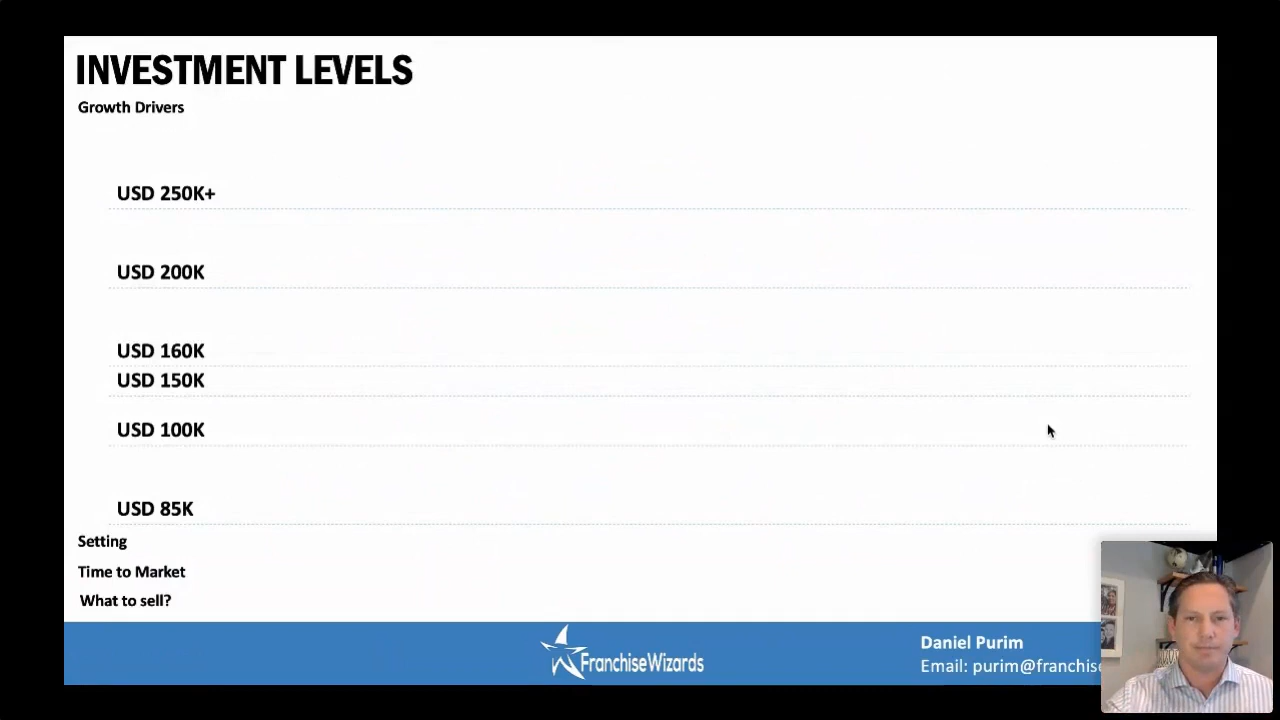 INVESTMENT LEVELS
Growth Drivers
USD 250K+
USD 200K
USD 160K
USD 150K
USD 100K
USD 85K
Setting
Time to Market
What to sell?
FranchiseWizards
Daniel Purim
Email: purim@franchise